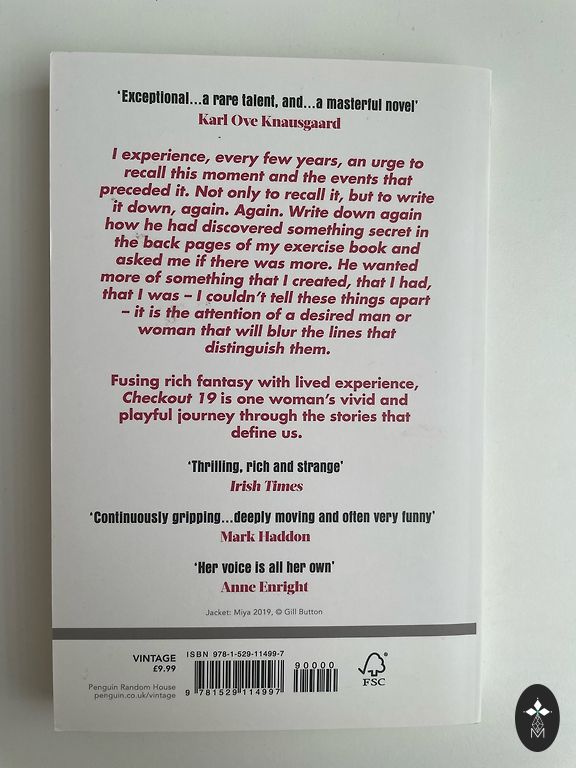 ‘Exceptional...a rare talent, and...a masterful novel’
Karl Ove Knausgaard
I experience, every few years, an urge to
recall this moment and the events that
preceded it. Not only to recall it, but to write
it down, again. Again. Write down again
how he had discovered something secret in
the back pages of my exercise book and
asked me if there was more. He wanted
more of something that I created, that I had,
that I was – I couldn’t tell these things apart
– it is the attention of a desired man or
woman that will blur the lines that
distinguish them.
Fusing rich fantasy with lived experience,
Checkout 19 is one woman’s vivid and
playful journey through the stories that
define us.
‘Thrilling, rich and strange’
Irish Times
‘Continuously gripping...deeply moving and often very funny’
Mark Haddon
‘Her voice is all her own’
Anne Enright
Jacket: Miya 2019, © Gill Button
VINTAGE
£9.99
Penguin Random House
penguin.co.uk/vintage
ISBN 978-1-529-11499-7
90000
9 781529 114997
FSC
M